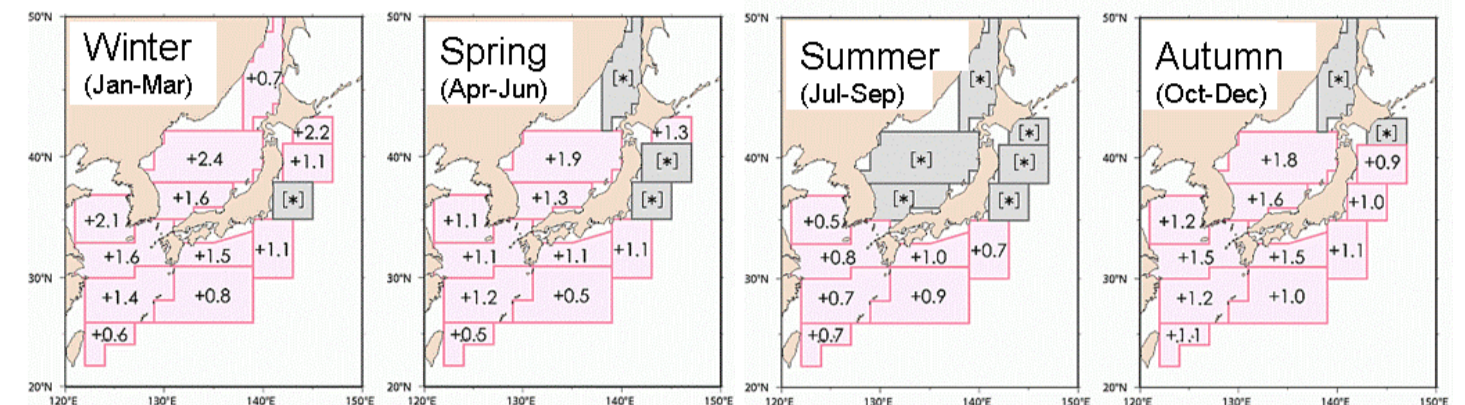 50°N
Winter
(Jan-Mar)
+0.7
+2.2
40°N
+2.4
+1.1
+1.6
[*]
+2.1
+1.6
+1.5
+1.1
30°N
+1.4
+0.8
+0.6
20°N
120°E 130°E 140°E 150°E
50°N
Spring
(Apr-Jun)
[*]
+1.3
40°N
+1.9
[*]
+1.3
[*]
+1.1
+1.1
+1.1
+1.1
30°N
+1.2
+0.5
+0.5
20°N
120°E 130°E 140°E 150°E
50°N
Summer
(Jul-Sep)
[*]
[*]
40°N
[*]
[*]
[*]
[*]
+0.5
+0.8
+1.0
+0.7
30°N
+0.7
+0.9
+0.7
20°N
120°E 130°E 140°E 150°E
50°N
Autumn
(Oct-Dec)
[*]
[*]
40°N
+1.8
+0.9
+1.6
+1.0
+1.2
+1.5
+1.5
+1.1
30°N
+1.2
+1.0
+1.1
20°N
120°E 130°E 140°E 150°E